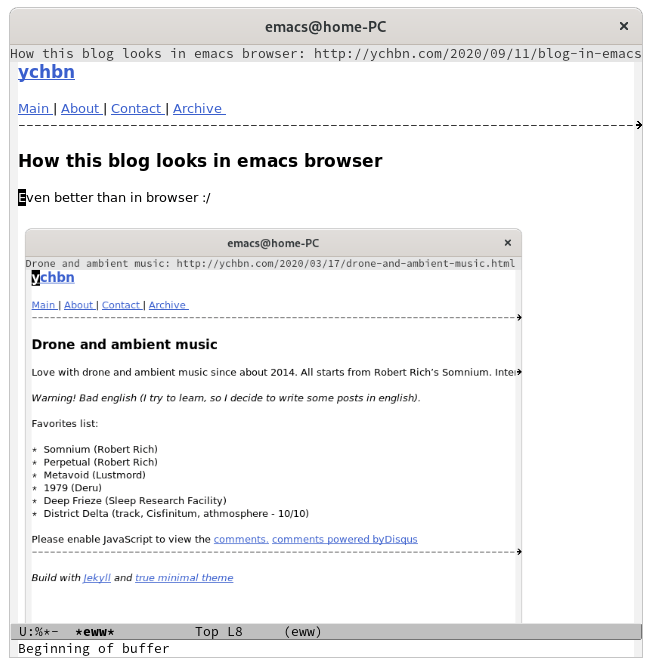 emacs@home-PC ×
How this blog looks in emacs browser: http://ychbn.com/2020/09/11/blog-in-emacs
ychbn
Main | About | Contact | Archive
How this blog looks in emacs browser
Even better than in browser :/
emacs@home-PC ×
Drone and ambient music: http://ychbn.com/2020/03/17/drone-and-ambient-music.html
ychbn
Main | About | Contact | Archive
Drone and ambient music
Love with drone and ambient music since about 2014. All starts from Robert Rich’s Somnium. Inter
Warning! Bad english (I try to learn, so I decide to write some posts in english).
Favorites list:
* Somnium (Robert Rich)
* Perpetual (Robert Rich)
* Metavoid (Lustmord)
* 1979 (Deru)
* Deep Frieze (Sleep Research Facility)
* District Delta (track, Cisfinitum, athmosphere - 10/10)
Please enable JavaScript to view the comments. comments powered byDisqus
Build with Jekyll and true minimal theme
U:%*- *eww* Top L8 (eww)
Beginning of buffer